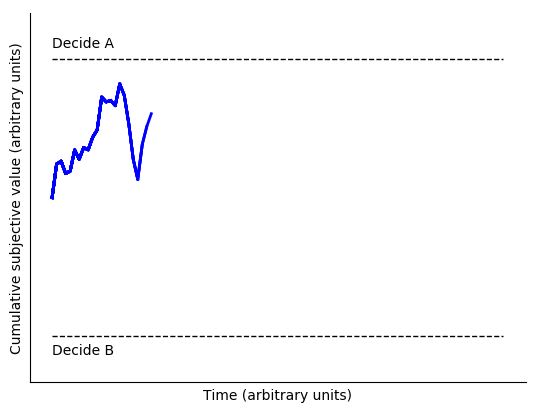 Decide A
Cumulative subjective value (arbitrary units)
Decide B
Time (arbitrary units)